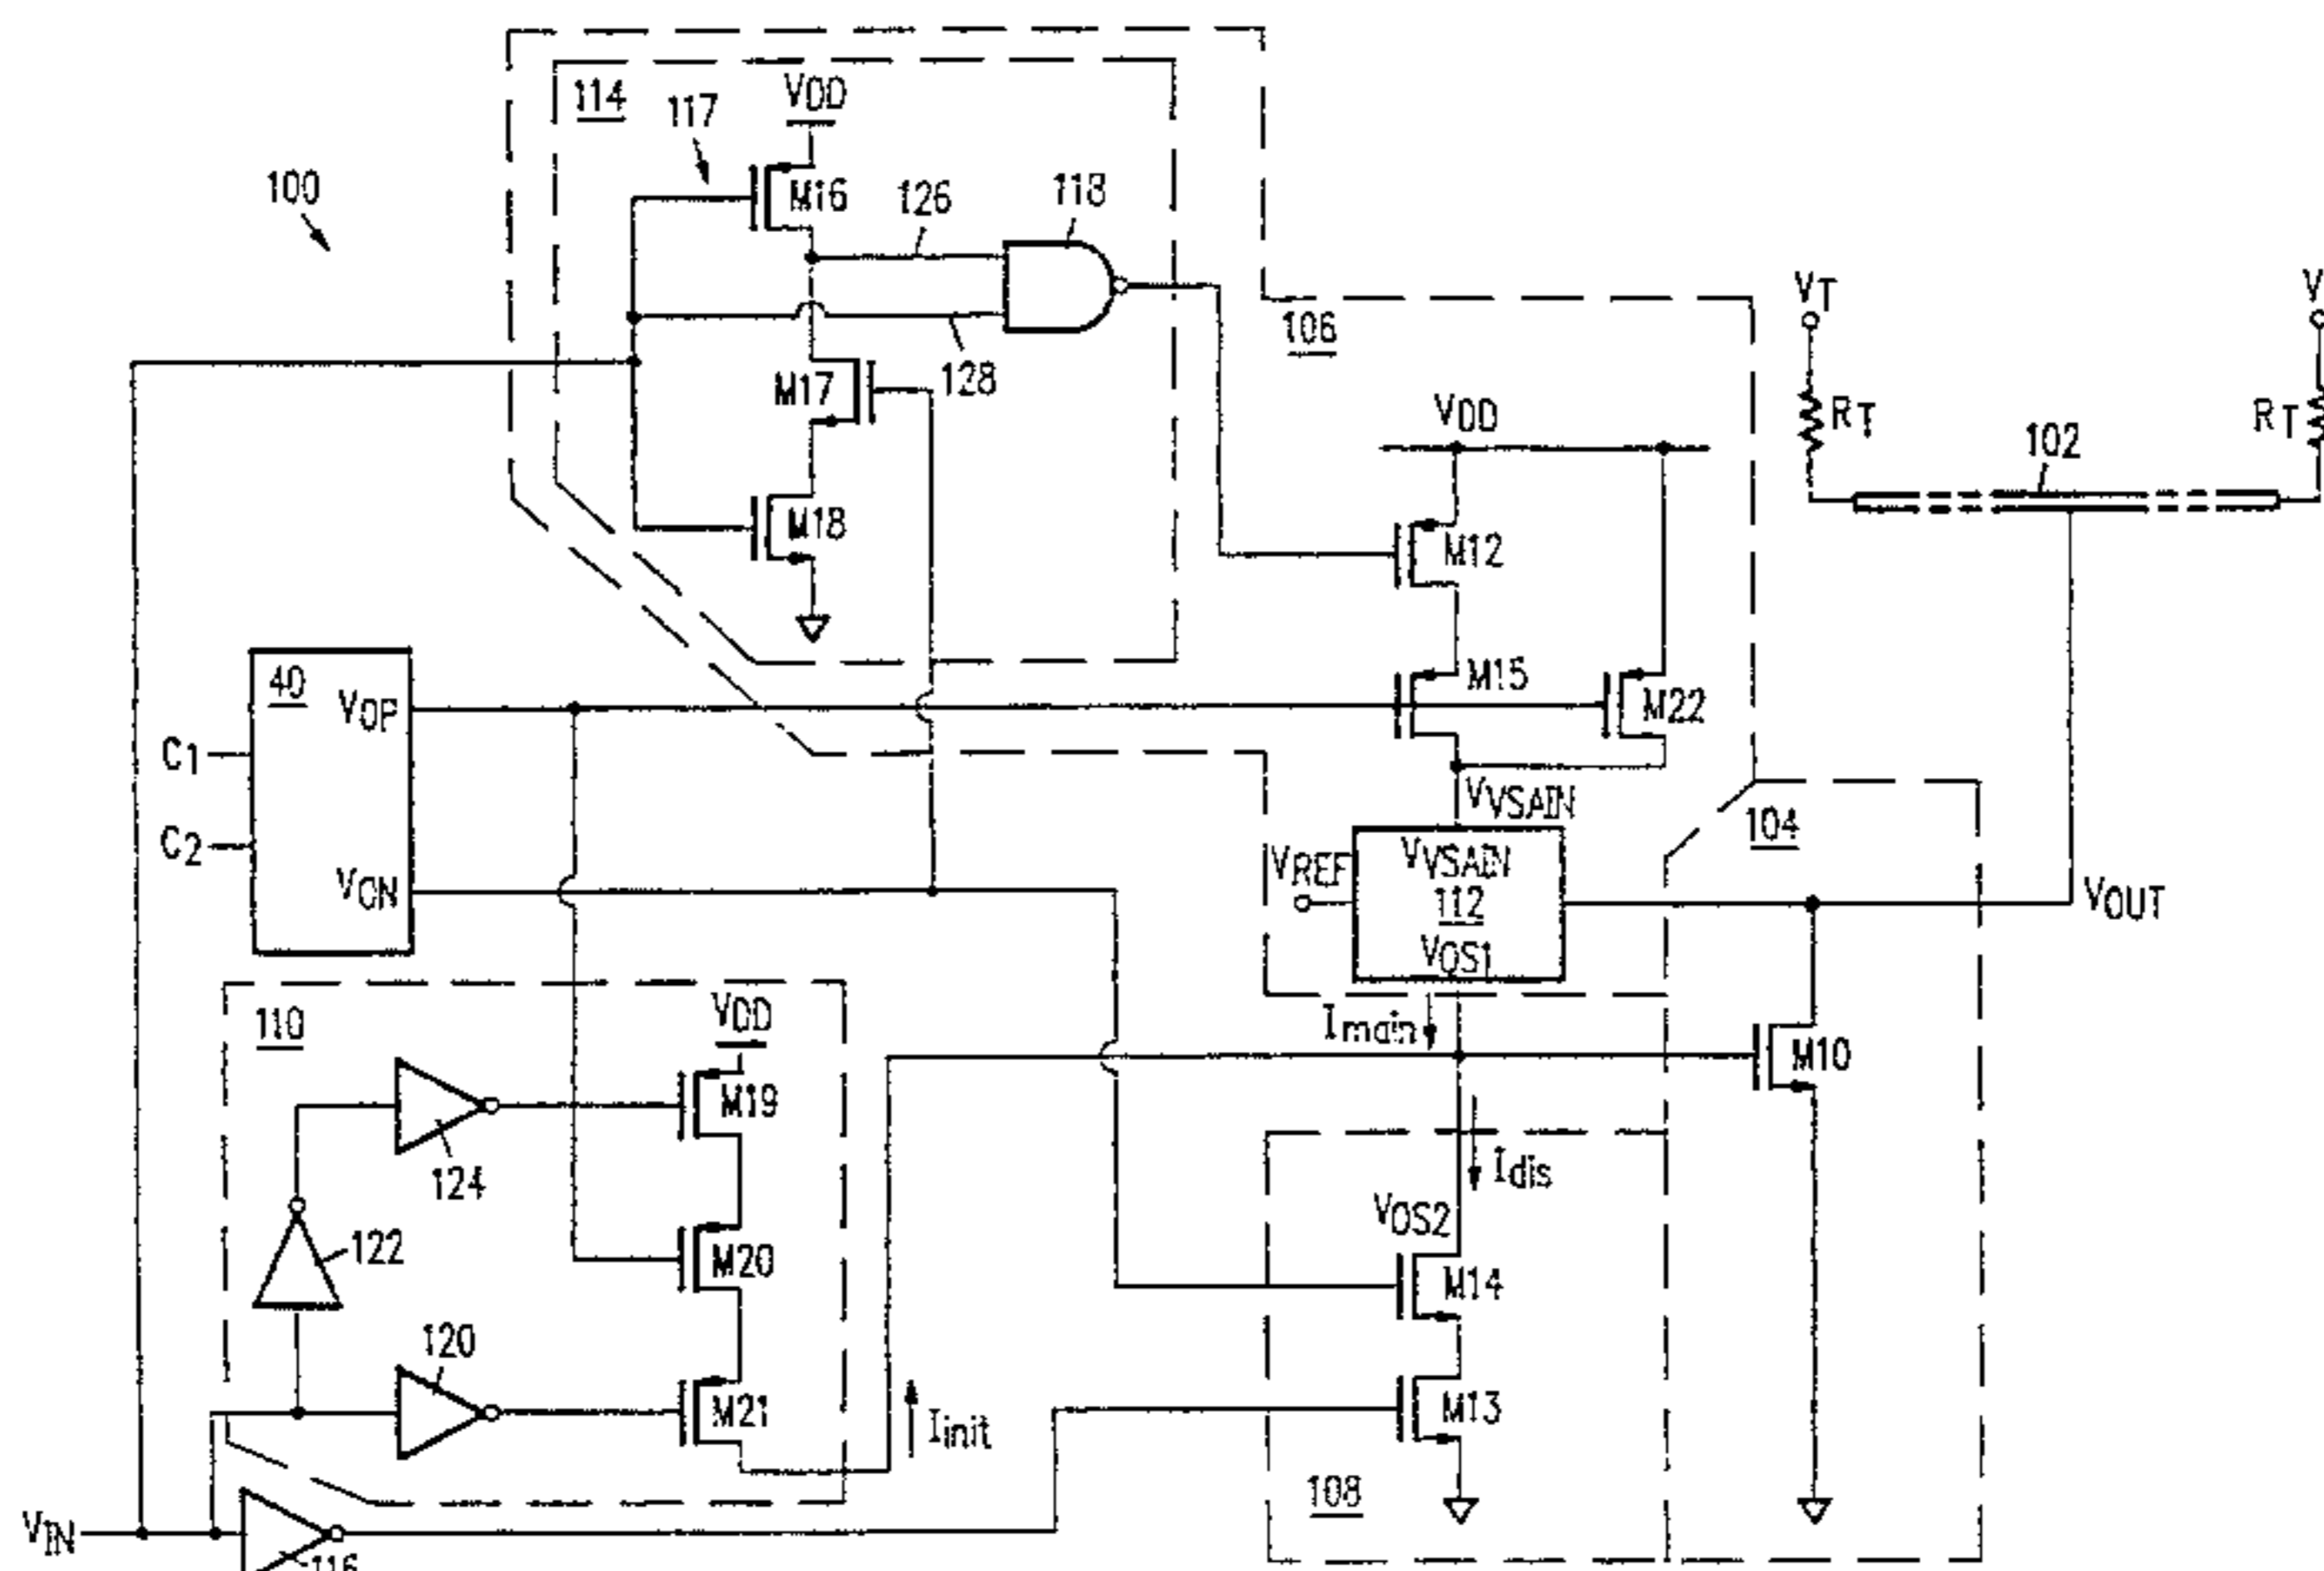 114
117
VDD
100
M16
126
118
128
M17
M18
106
VT
V
RT
RT
102
VDD
M12
M15
M22
40
VOP
C1
C2
VON
VVSAIN
VREF
VVSAIN
112
VOS1
104
VOUT
Imain
M10
110
VDD
M19
124
122
M20
120
M21
Iinit
Idis
VOS2
M14
M13
108
VIN
116